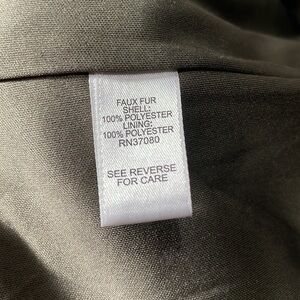 FAUX FUR
SHELL:
100% POLYESTER
LINING:
100% POLYESTER
RN37080
SEE REVERSE
FOR CARE